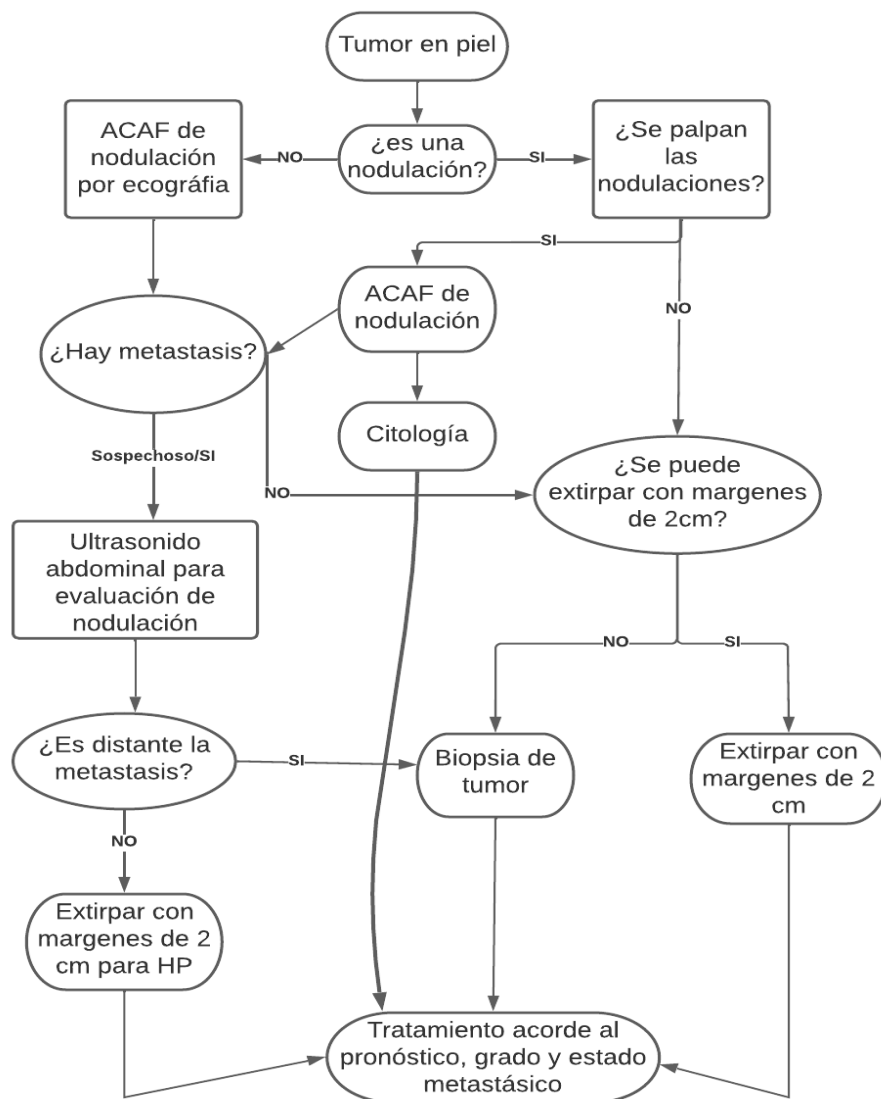 Tumor en piel
ACAF de
nodulación
por ecográfia
NO
¿es una
nodulación?
SI
¿Se palpan
las
nodulaciones?
SI
ACAF de
nodulación
NO
¿Hay metastasis?
Citología
Sospechoso/SI
NO
¿Se puede
extirpar con margenes
de 2cm?
Ultrasonido
abdominal para
evaluación de
nodulación
NO
SI
¿Es distante la
metastasis?
SI
Biopsia de
tumor
Extirpar con
margenes de 2
cm
NO
Extirpar con
margenes de 2
cm para HP
Tratamiento acorde al
pronóstico, grado y estado
metastásico